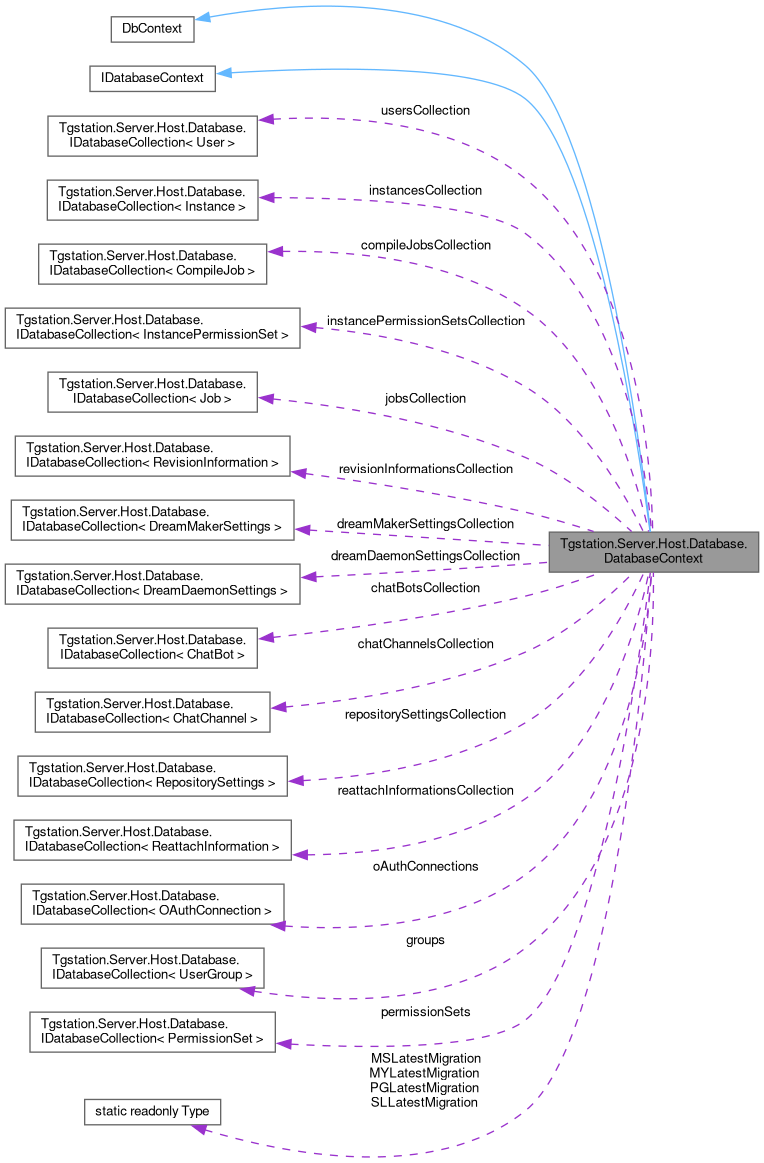 DbContext
IDatabaseContext
usersCollection
Tgstation.Server.Host.Database.
IDatabaseCollection< User >
instancesCollection
Tgstation.Server.Host.Database.
IDatabaseCollection< Instance >
compileJobsCollection
Tgstation.Server.Host.Database.
IDatabaseCollection< CompileJob >
instancePermissionSetsCollection
Tgstation.Server.Host.Database.
IDatabaseCollection< InstancePermissionSet >
jobsCollection
Tgstation.Server.Host.Database.
IDatabaseCollection< Job >
revisionInformationsCollection
Tgstation.Server.Host.Database.
IDatabaseCollection< RevisionInformation >
dreamMakerSettingsCollection
Tgstation.Server.Host.Database.
IDatabaseCollection< DreamMakerSettings >
Tgstation.Server.Host.Database.
DatabaseContext
dreamDaemonSettingsCollection
Tgstation.Server.Host.Database.
IDatabaseCollection< DreamDaemonSettings >
chatBotsCollection
Tgstation.Server.Host.Database.
IDatabaseCollection< ChatBot >
chatChannelsCollection
Tgstation.Server.Host.Database.
IDatabaseCollection< ChatChannel >
repositorySettingsCollection
Tgstation.Server.Host.Database.
IDatabaseCollection< RepositorySettings >
reattachInformationsCollection
Tgstation.Server.Host.Database.
IDatabaseCollection< ReattachInformation >
oAuthConnections
Tgstation.Server.Host.Database.
IDatabaseCollection< OAuthConnection >
groups
Tgstation.Server.Host.Database.
IDatabaseCollection< UserGroup >
permissionSets
Tgstation.Server.Host.Database.
IDatabaseCollection< PermissionSet >
MSLatestMigration
MYLatestMigration
PGLatestMigration
SLLatestMigration
static readonly Type